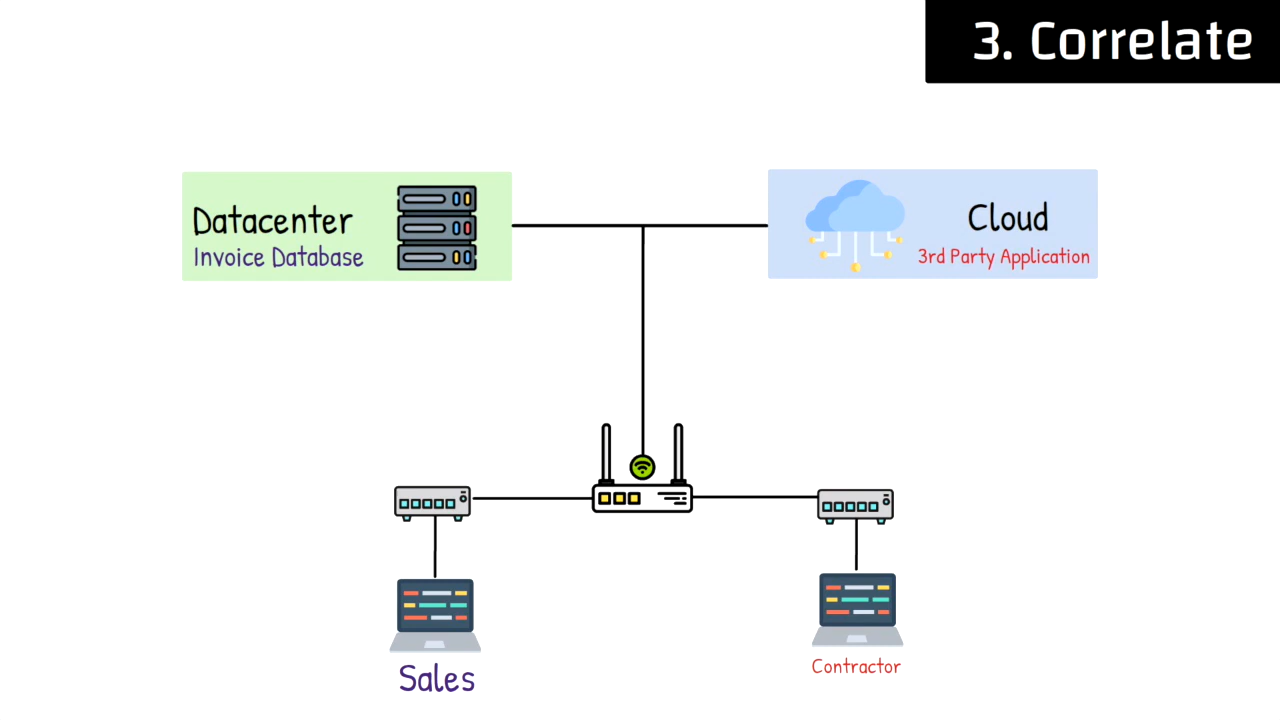 3. Correlate
Datacenter
Invoice Database
Cloud
3rd Party Application
Sales
Contractor